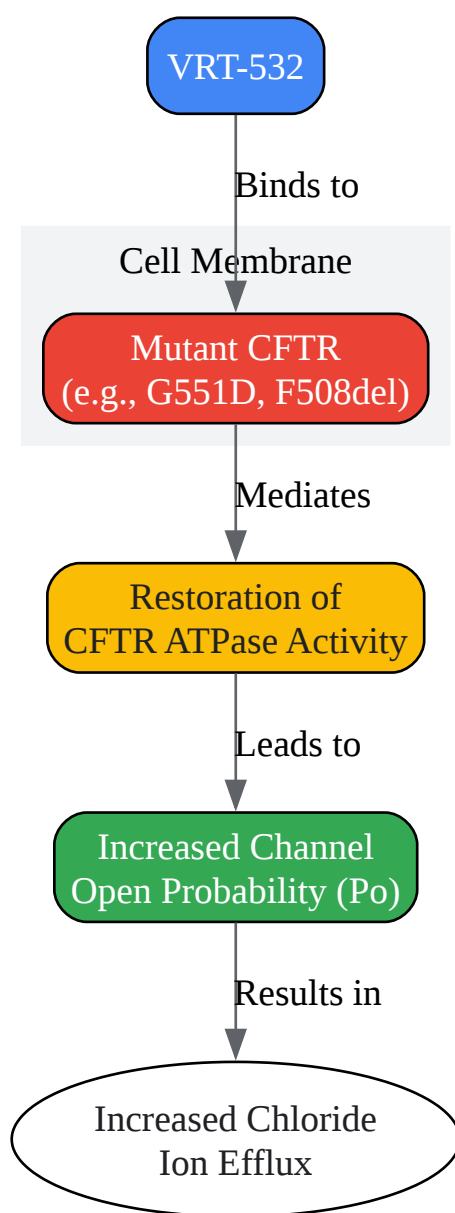 VRT-532
Binds to
Cell Membrane
Mutant CFTR
(e.g., G551D, F508del)
Mediates
Restoration of
CFTR ATPase Activity
Leads to
Increased Channel
Open Probability (Po)
Results in
Increased Chloride
Ion Efflux